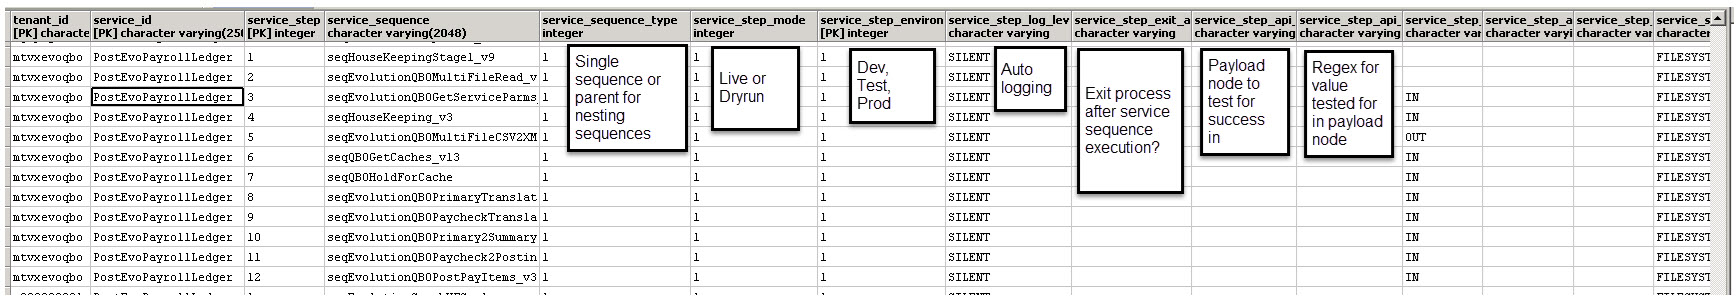 tenant_id service_id service_step service_sequence service_sequence_type service_step_mode service_step_environ service_step_log_lev service_step_exit_a service_step_api_ service_step_api_ service_step_ service_step_a service_step_ service_s
[PK] characte [PK] character varying(256 [PK] integer character varying(2048) integer integer [PK] integer character varying character varying character varying character varying character var character varyi character var character
mtvxevoqbo PostEvoPayrollLedger 1 seqHouseKeepingStage1_v9 1 1 1 SILENT FILESYST
mtvxevoqbo PostEvoPayrollLedger 2 seqEvolutionQBOMultiFileRead_v 1 1 1 SILENT FILESYST
mtvxevoqbo PostEvoPayrollLedger 3 seqEvolutionQBOGetServiceParms_ 1 1 1 SILENT IN FILESYST
mtvxevoqbo PostEvoPayrollLedger 4 seqHouseKeeping_v3 1 1 1 SILENT IN FILESYST
mtvxevoqbo PostEvoPayrollLedger 5 seqEvolutionQBOMultiFileCSV2XM 1 1 1 SILENT OUT FILESYST
mtvxevoqbo PostEvoPayrollLedger 6 seqQBOGetCaches_v13 1 1 1 SILENT IN FILESYST
mtvxevoqbo PostEvoPayrollLedger 7 seqQBOHoldForCache 1 1 1 SILENT IN FILESYST
mtvxevoqbo PostEvoPayrollLedger 8 seqEvolutionQBOPrimaryTranslat 1 1 1 SILENT IN FILESYST
mtvxevoqbo PostEvoPayrollLedger 9 seqEvolutionQBOPaycheckTransla 1 1 1 SILENT IN FILESYST
mtvxevoqbo PostEvoPayrollLedger 10 seqEvolutionQBOPrimary2Summary 1 1 1 SILENT IN FILESYST
mtvxevoqbo PostEvoPayrollLedger 11 seqEvolutionQBOPaycheck2Postin 1 1 1 SILENT IN FILESYST
mtvxevoqbo PostEvoPayrollLedger 12 seqEvolutionQBOPostPayItems_v3 1 1 1 SILENT IN FILESYST
Single
sequence or
parent for
nesting
sequences
Live or
Dryrun
Dev,
Test,
Prod
Auto
logging
Exit process
after service
sequence
execution?
Payload
node to
test for
success
in
Regex for
value
tested for
in payload
node